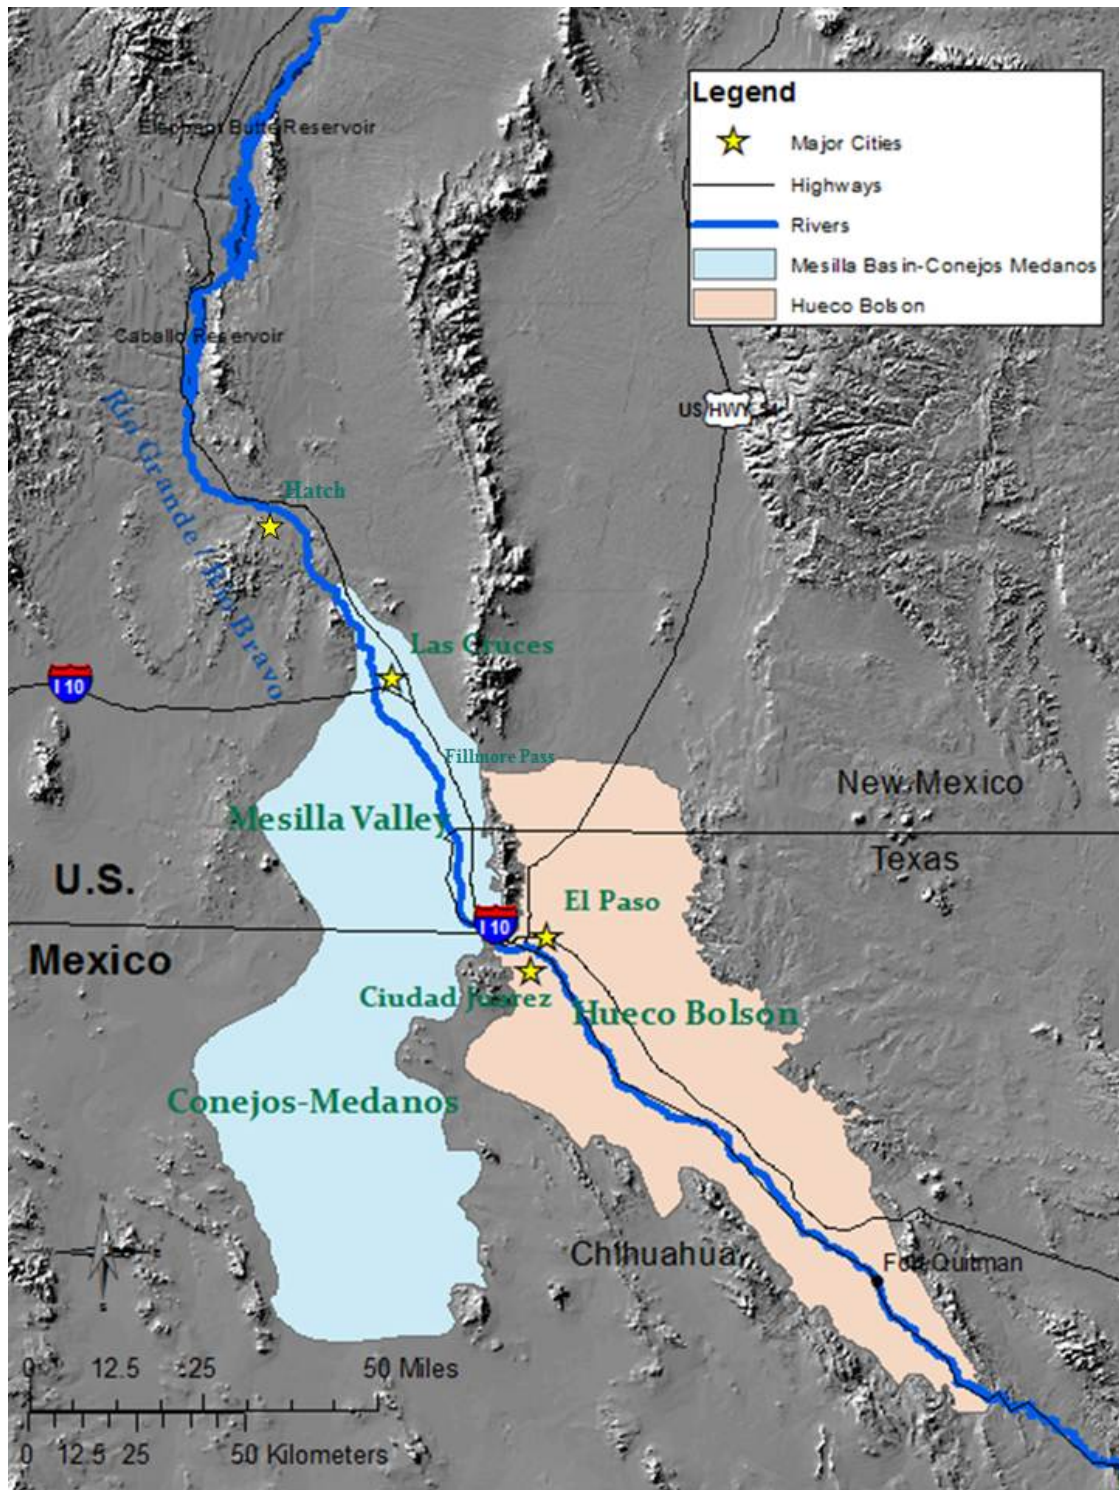 Legend
Major Cities
Highways
Rivers
Mesilla Basin-Conejos Medanos
Hueco Bolson
Elephant Butte Reservoir
Caballo Reservoir
US HWY 54
Rio Grande / Rio Bravo
Hatch
Las Cruces
I 10
Fillmore Pass
New Mexico
Mesilla Valley
Texas
U.S.
El Paso
I 10
Mexico
Ciudad Juarez
Hueco Bolson
Conejos-Medanos
N
Chihuahua
Fort Quitman
S
0 12.5 25 50 Miles
0 12.5 25 50 Kilometers